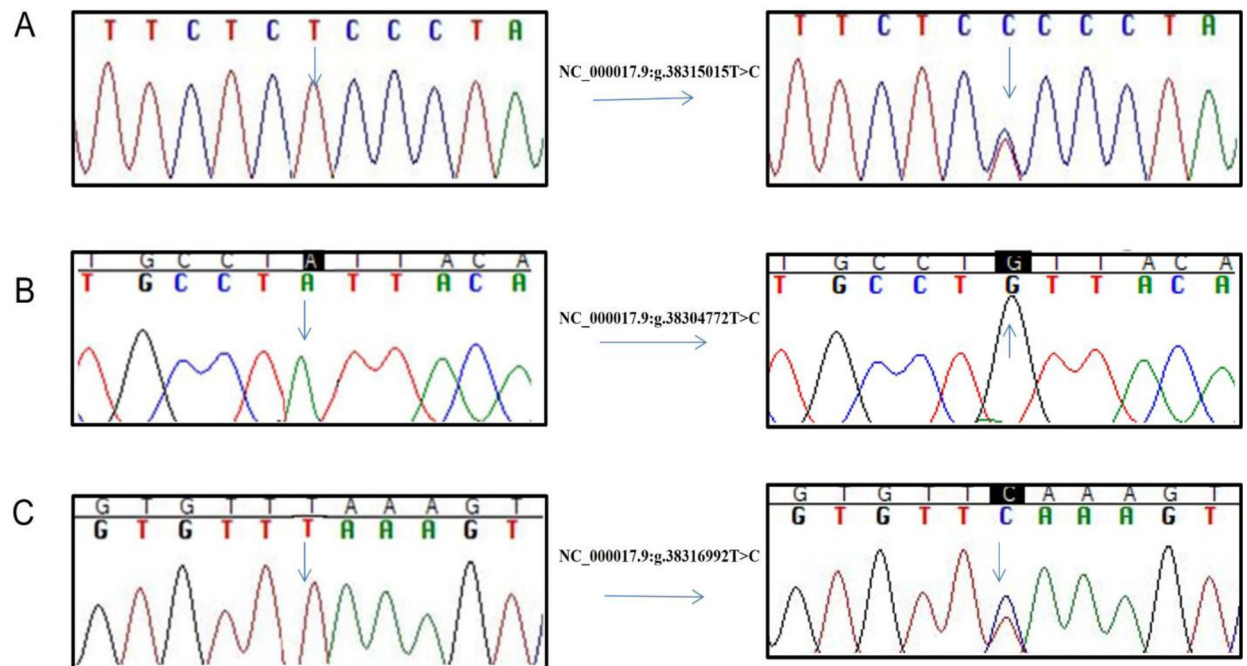 A
T T C T C T C C C T A
NC_000017.9:g.38315015T>C
T T C T C C C C C T A
B
T G C C T A T T A C A
T G C C T A T T A C A
NC_000017.9:g.38304772T>C
T G C C T G T T A C A
T G C C T G T T A C A
C
G T G T T T A A A G T
G T G T T T A A A G T
NC_000017.9:g.38316992T>C
G T G T T C A A A G T
G T G T T C A A A G T